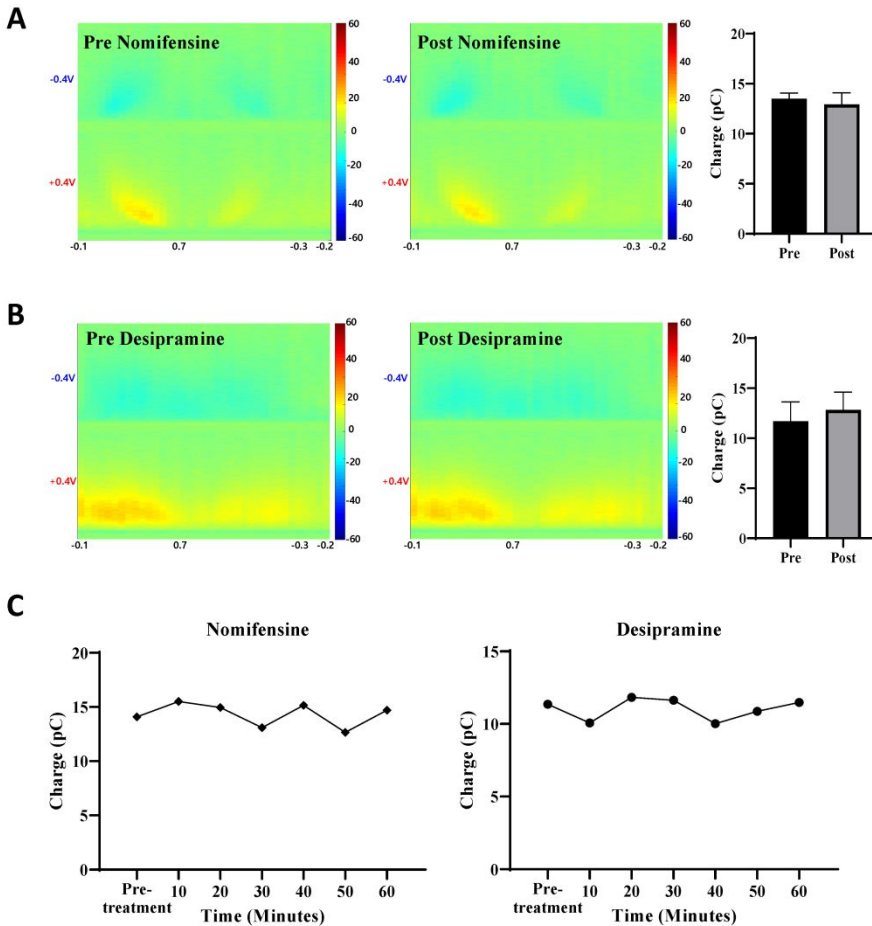 A
Pre Nomifensine
-0.4V
+0.4V
-0.1 0.7 -0.3 -0.2
60
40
20
0
-20
-40
-60
Post Nomifensine
-0.4V
+0.4V
-0.1 0.7 -0.3 -0.2
60
40
20
0
-20
-40
-60
Charge (pC)
20
15
10
5
0
Pre Post
B
Pre Desipramine
-0.4V
+0.4V
-0.1 0.7 -0.3 -0.2
60
40
20
0
-20
-40
-60
Post Desipramine
-0.4V
+0.4V
-0.1 0.7 -0.3 -0.2
60
40
20
0
-20
-40
-60
Charge (pC)
20
15
10
5
0
Pre Post
C
Nomifensine
Charge (pC)
20
15
10
5
0
Pre-
treatment
10 20 30 40 50 60
Time (Minutes)
Desipramine
Charge (pC)
15
10
5
0
Pre-
treatment
10 20 30 40 50 60
Time (Minutes)